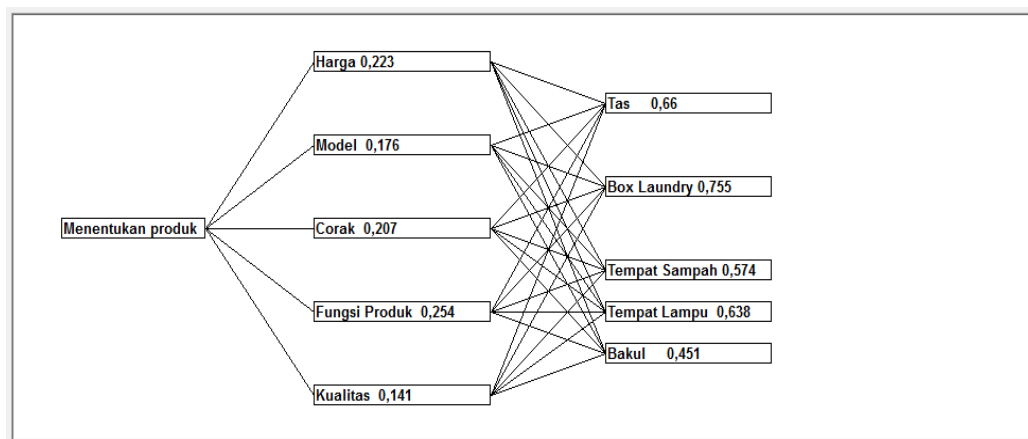 Menentukan produk
Harga 0,223
Model 0,176
Corak 0,207
Fungsi Produk 0,254
Kualitas 0,141
Tas 0,66
Box Laundry 0,755
Tempat Sampah 0,574
Tempat Lampu 0,638
Bakul 0,451